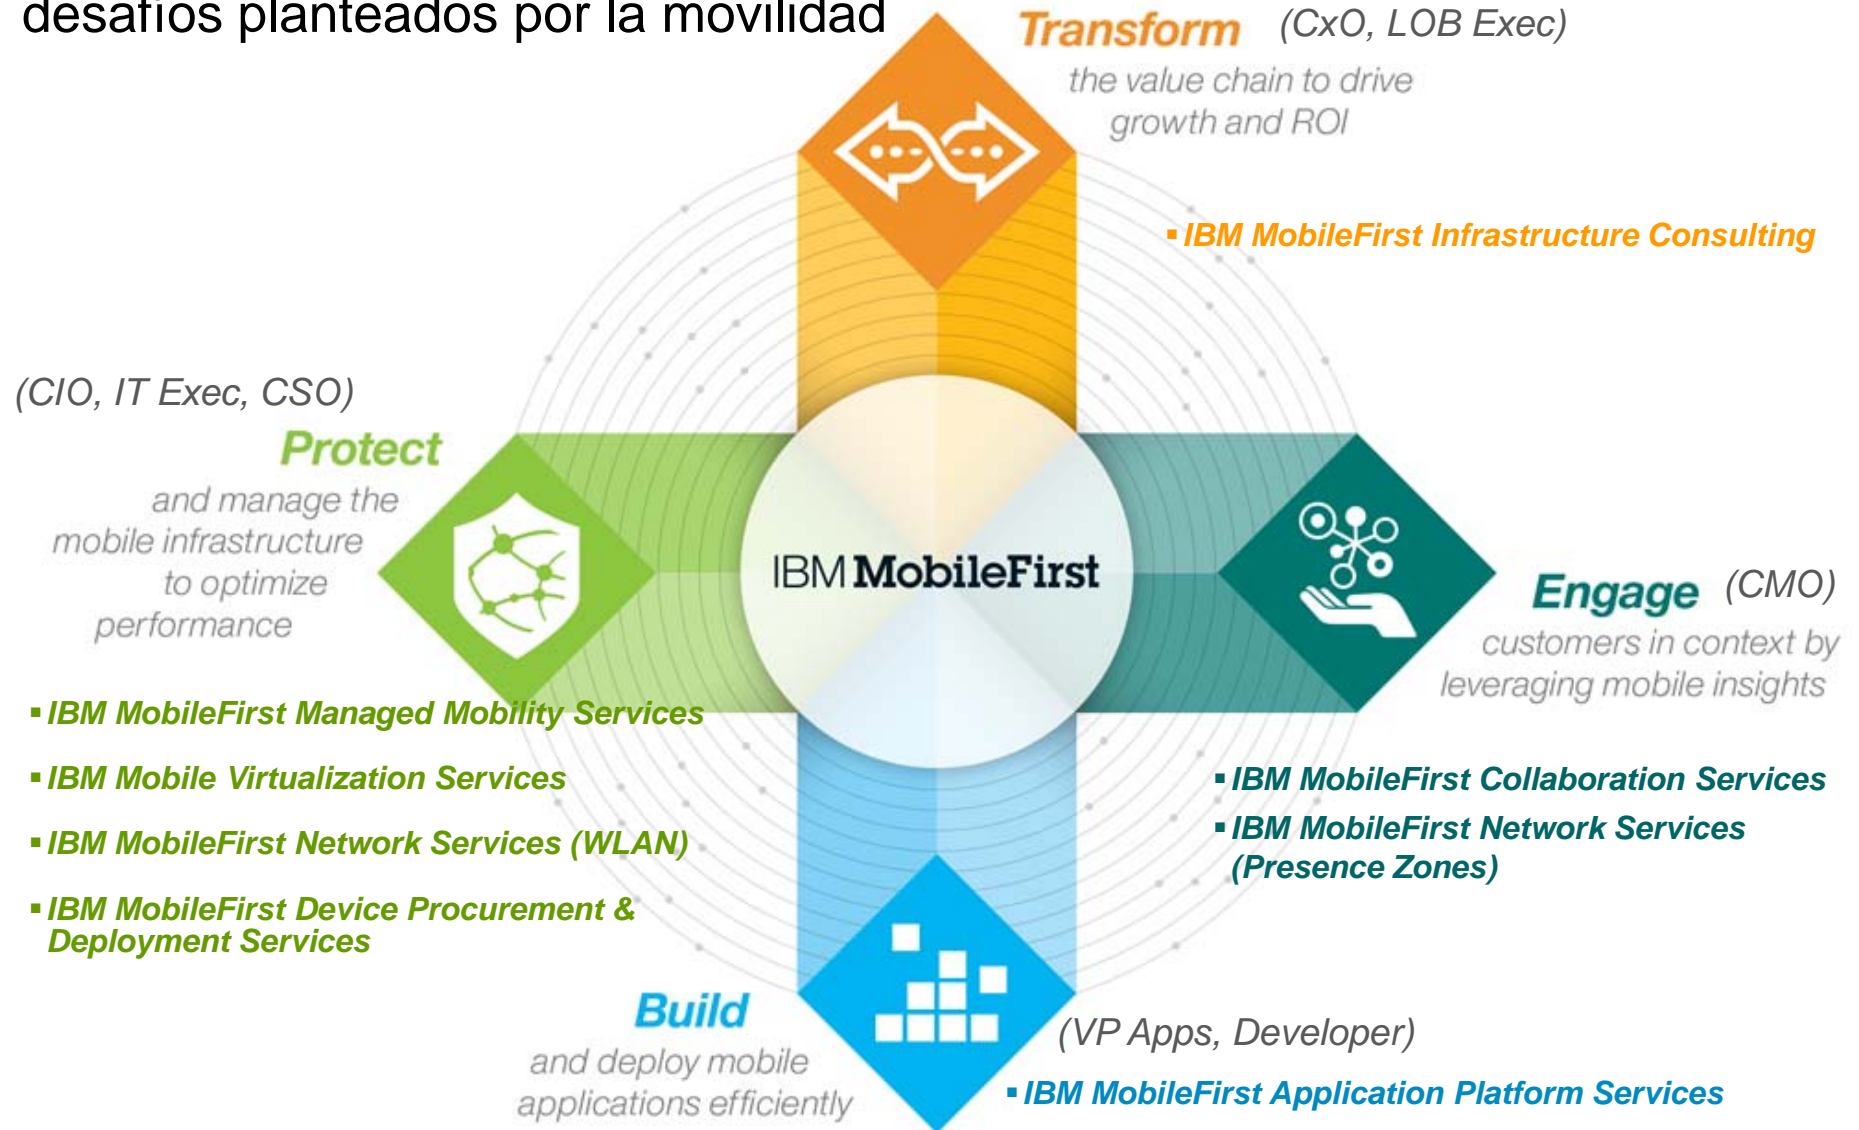 desafíos planteados por la movilidad
Transform (CxO, LOB Exec)
the value chain to drive
growth and ROI
▪IBM MobileFirst Infrastructure Consulting
(CIO, IT Exec, CSO)
Protect
and manage the
mobile infrastructure
to optimize
performance
▪IBM MobileFirst Managed Mobility Services
▪IBM Mobile Virtualization Services
▪IBM MobileFirst Network Services (WLAN)
▪IBM MobileFirst Device Procurement &
Deployment Services
IBM MobileFirst
Engage (CMO)
customers in context by
leveraging mobile insights
▪IBM MobileFirst Collaboration Services
▪IBM MobileFirst Network Services
(Presence Zones)
Build
and deploy mobile
applications efficiently
(VP Apps, Developer)
▪IBM MobileFirst Application Platform Services